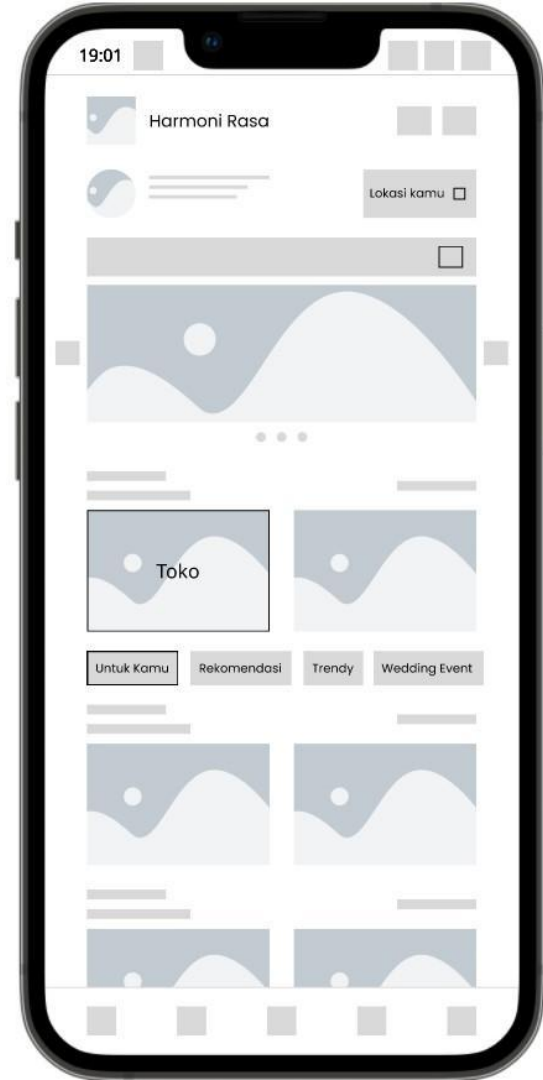 19:01
Harmoni Rasa
Lokasi kamu
Toko
Untuk Kamu
Rekomendasi
Trendy
Wedding Event